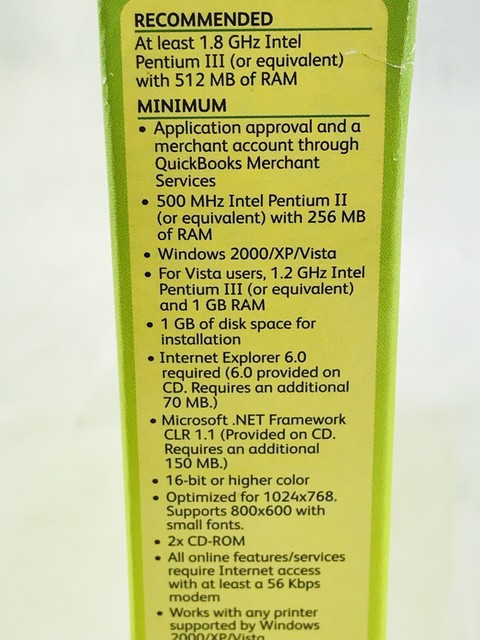 RECOMMENDED
At least 1.8 GHz Intel
Pentium III (or equivalent)
with 512 MB of RAM
MINIMUM
• Application approval and a
merchant account through
QuickBooks Merchant
Services
• 500 MHz Intel Pentium II
(or equivalent) with 256 MB
of RAM
• Windows 2000/XP/Vista
• For Vista users, 1.2 GHz Intel
Pentium III (or equivalent)
and 1 GB RAM
• 1 GB of disk space for
installation
• Internet Explorer 6.0
required (6.0 provided on
CD. Requires an additional
70 MB.)
• Microsoft .NET Framework
CLR 1.1 (Provided on CD.
Requires an additional
150 MB.)
• 16-bit or higher color
• Optimized for 1024x768.
Supports 800x600 with
small fonts.
• 2x CD-ROM
• All online features/services
require Internet access
with at least a 56 Kbps
modem
• Works with any printer
supported by Windows
2000/XP/Vista